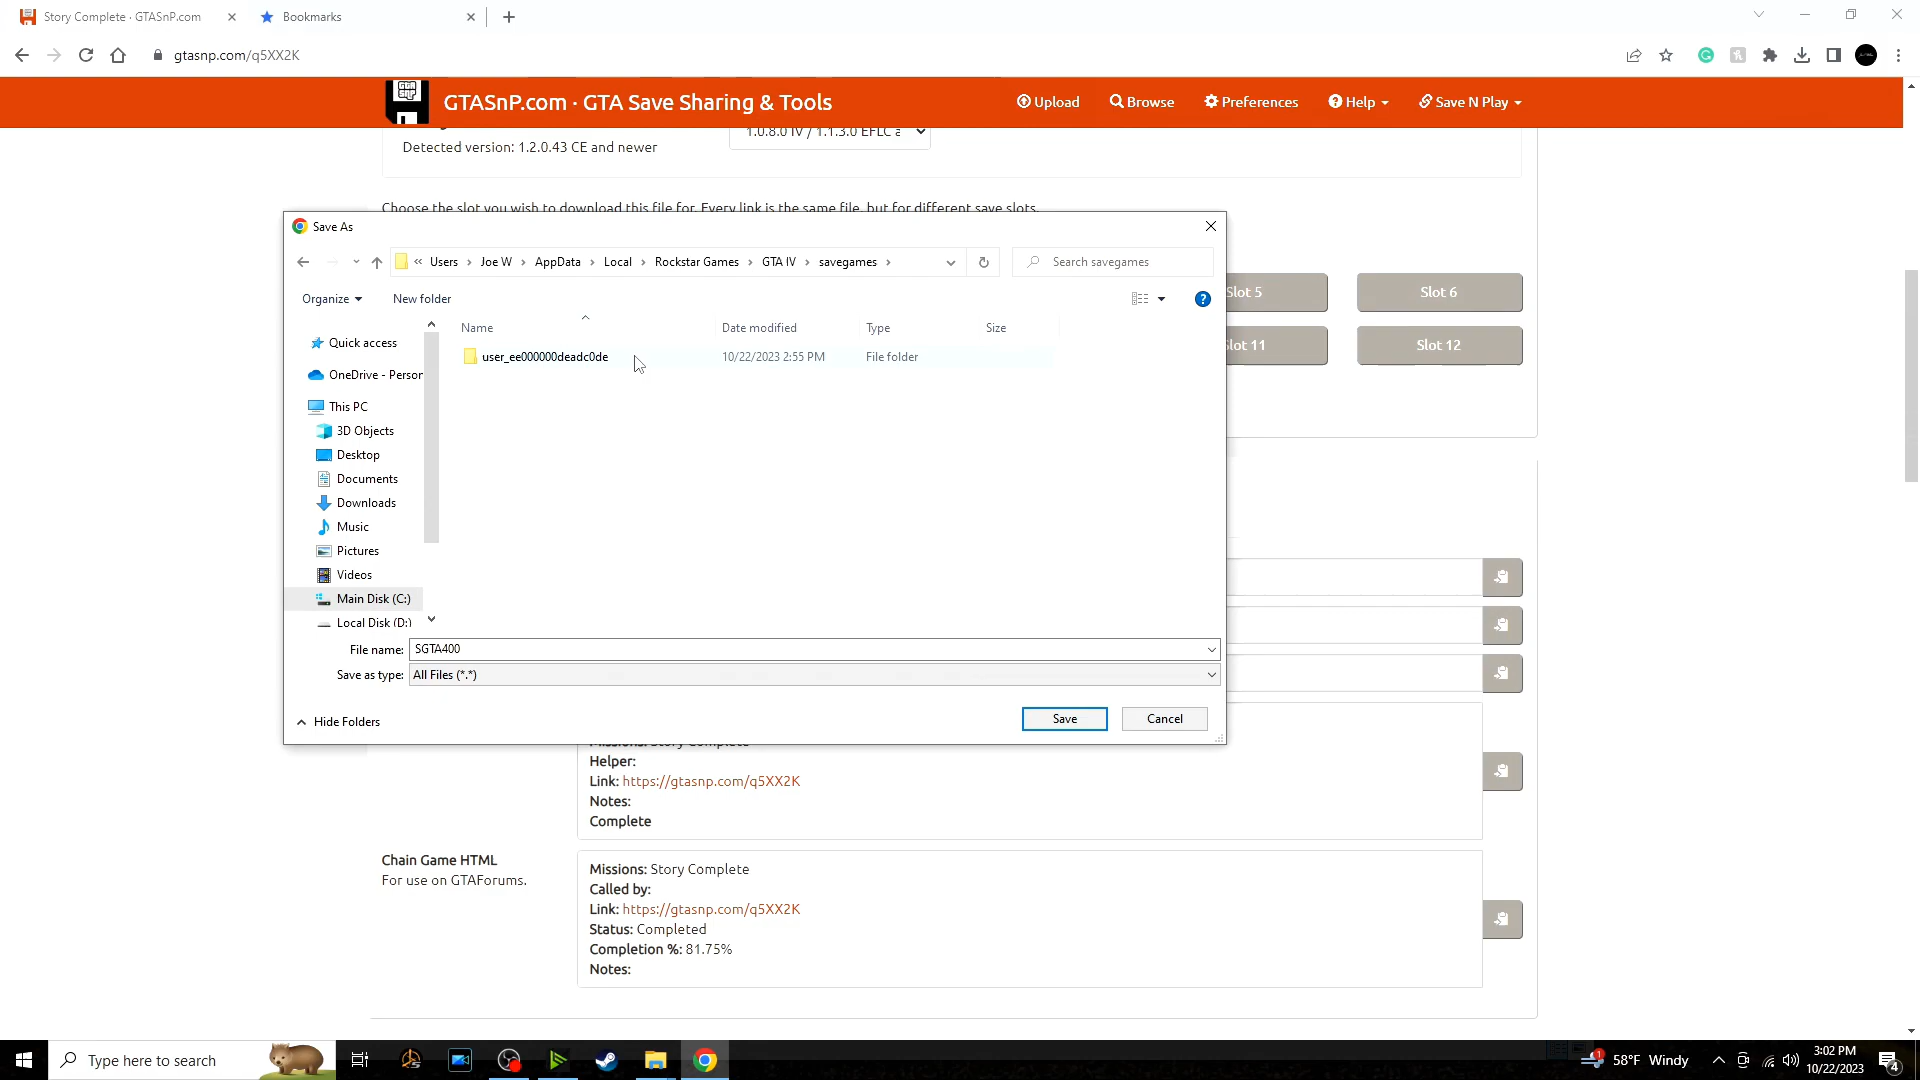 Story Complete · GTASnP.com
Bookmarks
gtasnp.com/q5XX2K
GTASnP.com · GTA Save Sharing & Tools
Upload
Browse
Preferences
Help
Save N Play
1.0.8.0 IV / 1.1.3.0 EFLC a
Detected version: 1.2.0.43 CE and newer
Choose the slot you wish to download this file for. Every link is the same file, but for different save slots.
Save As
« Users › Joe W › AppData › Local › Rockstar Games › GTA IV › savegames ›
Search savegames
Organize
New folder
?
Name
Date modified
Type
Size
user_ee000000deadc0de
10/22/2023 2:55 PM
File folder
Quick access
OneDrive - Person
This PC
3D Objects
Desktop
Documents
Downloads
Music
Pictures
Videos
Main Disk (C:)
Local Disk (D:)
File name:
SGTA400
Save as type:
All Files (*.*)
Hide Folders
Save
Cancel
Slot 5
Slot 6
Slot 11
Slot 12
Missions: Story Complete
Helper:
Link: https://gtasnp.com/q5XX2K
Notes:
Complete
Chain Game HTML
For use on GTAForums.
Missions: Story Complete
Called by:
Link: https://gtasnp.com/q5XX2K
Status: Completed
Completion %: 81.75%
Notes:
Type here to search
1
58°F Windy
3:02 PM
10/22/2023
4